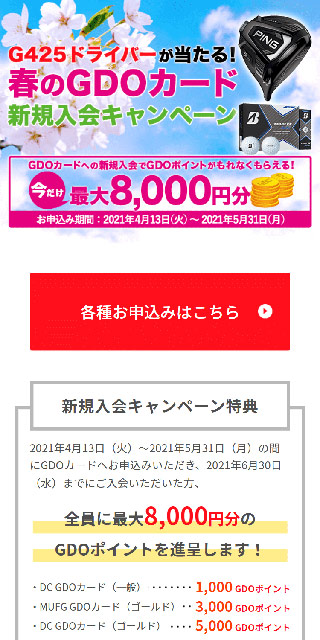 G425ドライバーが当たる!
春のGDOカード
新規入会キャンペーン
PING
GDOカードへの新規入会でGDOポイントがもれなくもらえる!
今だけ 最大8,000円分
お申込み期間:2021年4月13日(火)~2021年5月31日(月)
各種お申込みはこちら
新規入会キャンペーン特典
2021年4月13日(火)~2021年5月31日(月)の間
にGDOカードへお申込みいただき、2021年6月30日
(水)までにご入会いただいた方、
全員に最大8,000円分の
GDOポイントを進呈します!
・DC GDOカード(一般)・・・・・・・1,000 GDOポイント
・MUFG GDOカード(ゴールド)・・3,000 GDOポイント
・DC GDOカード(ゴールド)・・・・5,000 GDOポイント